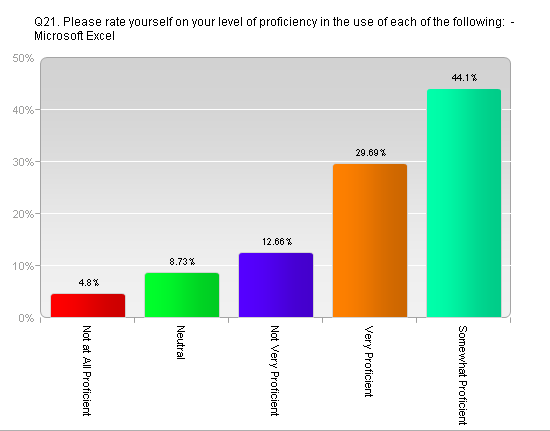 Q21. Please rate yourself on your level of proficiency in the use of each of the following:  -
Microsoft Excel
50%
40%
30%
20%
10%
0%
4.8%
8.73%
12.66%
29.69%
44.1%
Not at All Proficient
Neutral
Not Very Proficient
Very Proficient
Somewhat Proficient